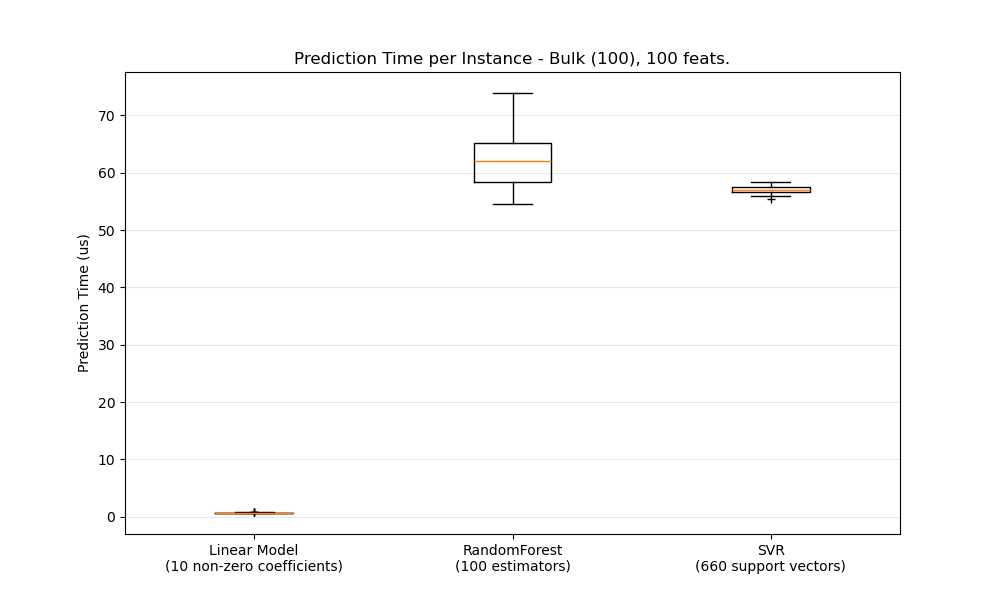 Prediction Time per Instance - Bulk (100), 100 feats.
Prediction Time (us)
70
60
50
40
30
20
10
0
Linear Model
(10 non-zero coefficients)
RandomForest
(100 estimators)
SVR
(660 support vectors)